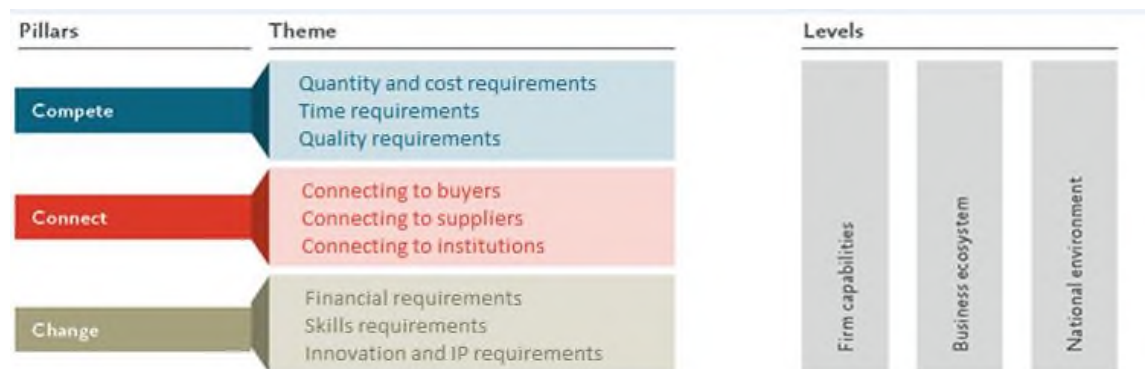 Pillars
Theme
Levels
Compete
Quantity and cost requirements
Time requirements
Quality requirements
Connect
Connecting to buyers
Connecting to suppliers
Connecting to institutions
Change
Financial requirements
Skills requirements
Innovation and IP requirements
Firm capabilities
Business ecosystem
National environment